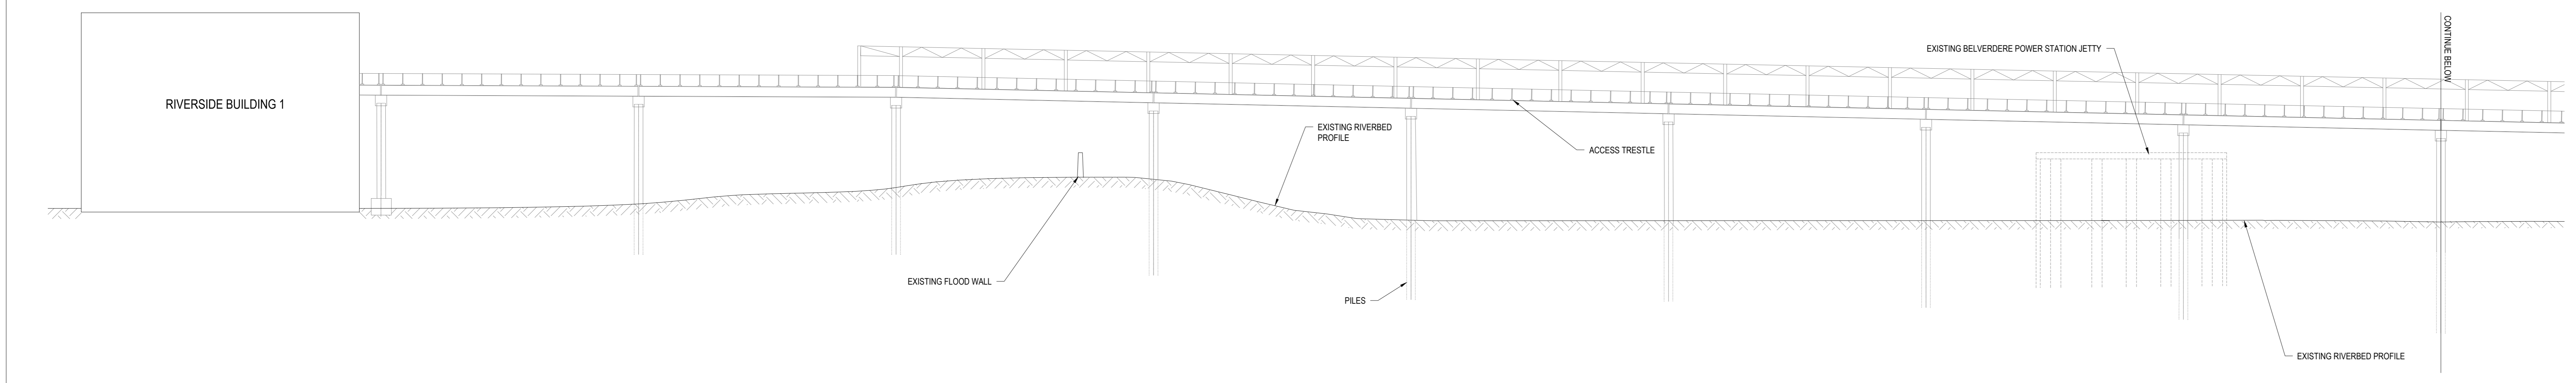 RIVERSIDE BUILDING 1
EXISTING FLOOD WALL
EXISTING RIVERBED
PROFILE
PILES
ACCESS TRESTLE
EXISTING BELVERDERE POWER STATION JETTY
EXISTING RIVERBED PROFILE
CONTINUE BELOW